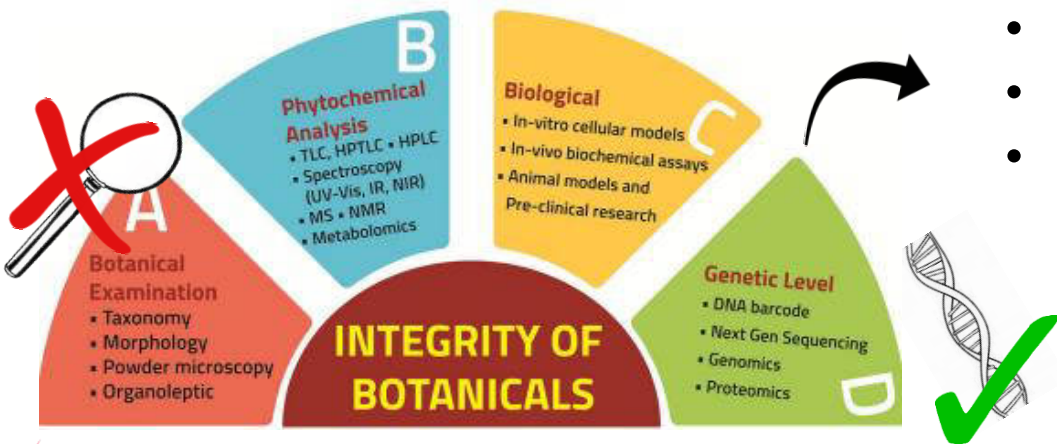 A
Botanical
Examination
▪ Taxonomy
▪ Morphology
▪ Powder microscopy
▪ Organoleptic
B
Phytochemical
Analysis
▪ TLC, HPTLC ▪ HPLC
▪ Spectroscopy
(UV-Vis, IR, NIR)
▪ MS ▪ NMR
▪ Metabolomics
C
Biological
▪ In-vitro cellular models
▪ In-vivo biochemical assays
▪ Animal models and
Pre-clinical research
D
Genetic Level
▪ DNA barcode
▪ Next Gen Sequencing
▪ Genomics
▪ Proteomics
INTEGRITY OF
BOTANICALS